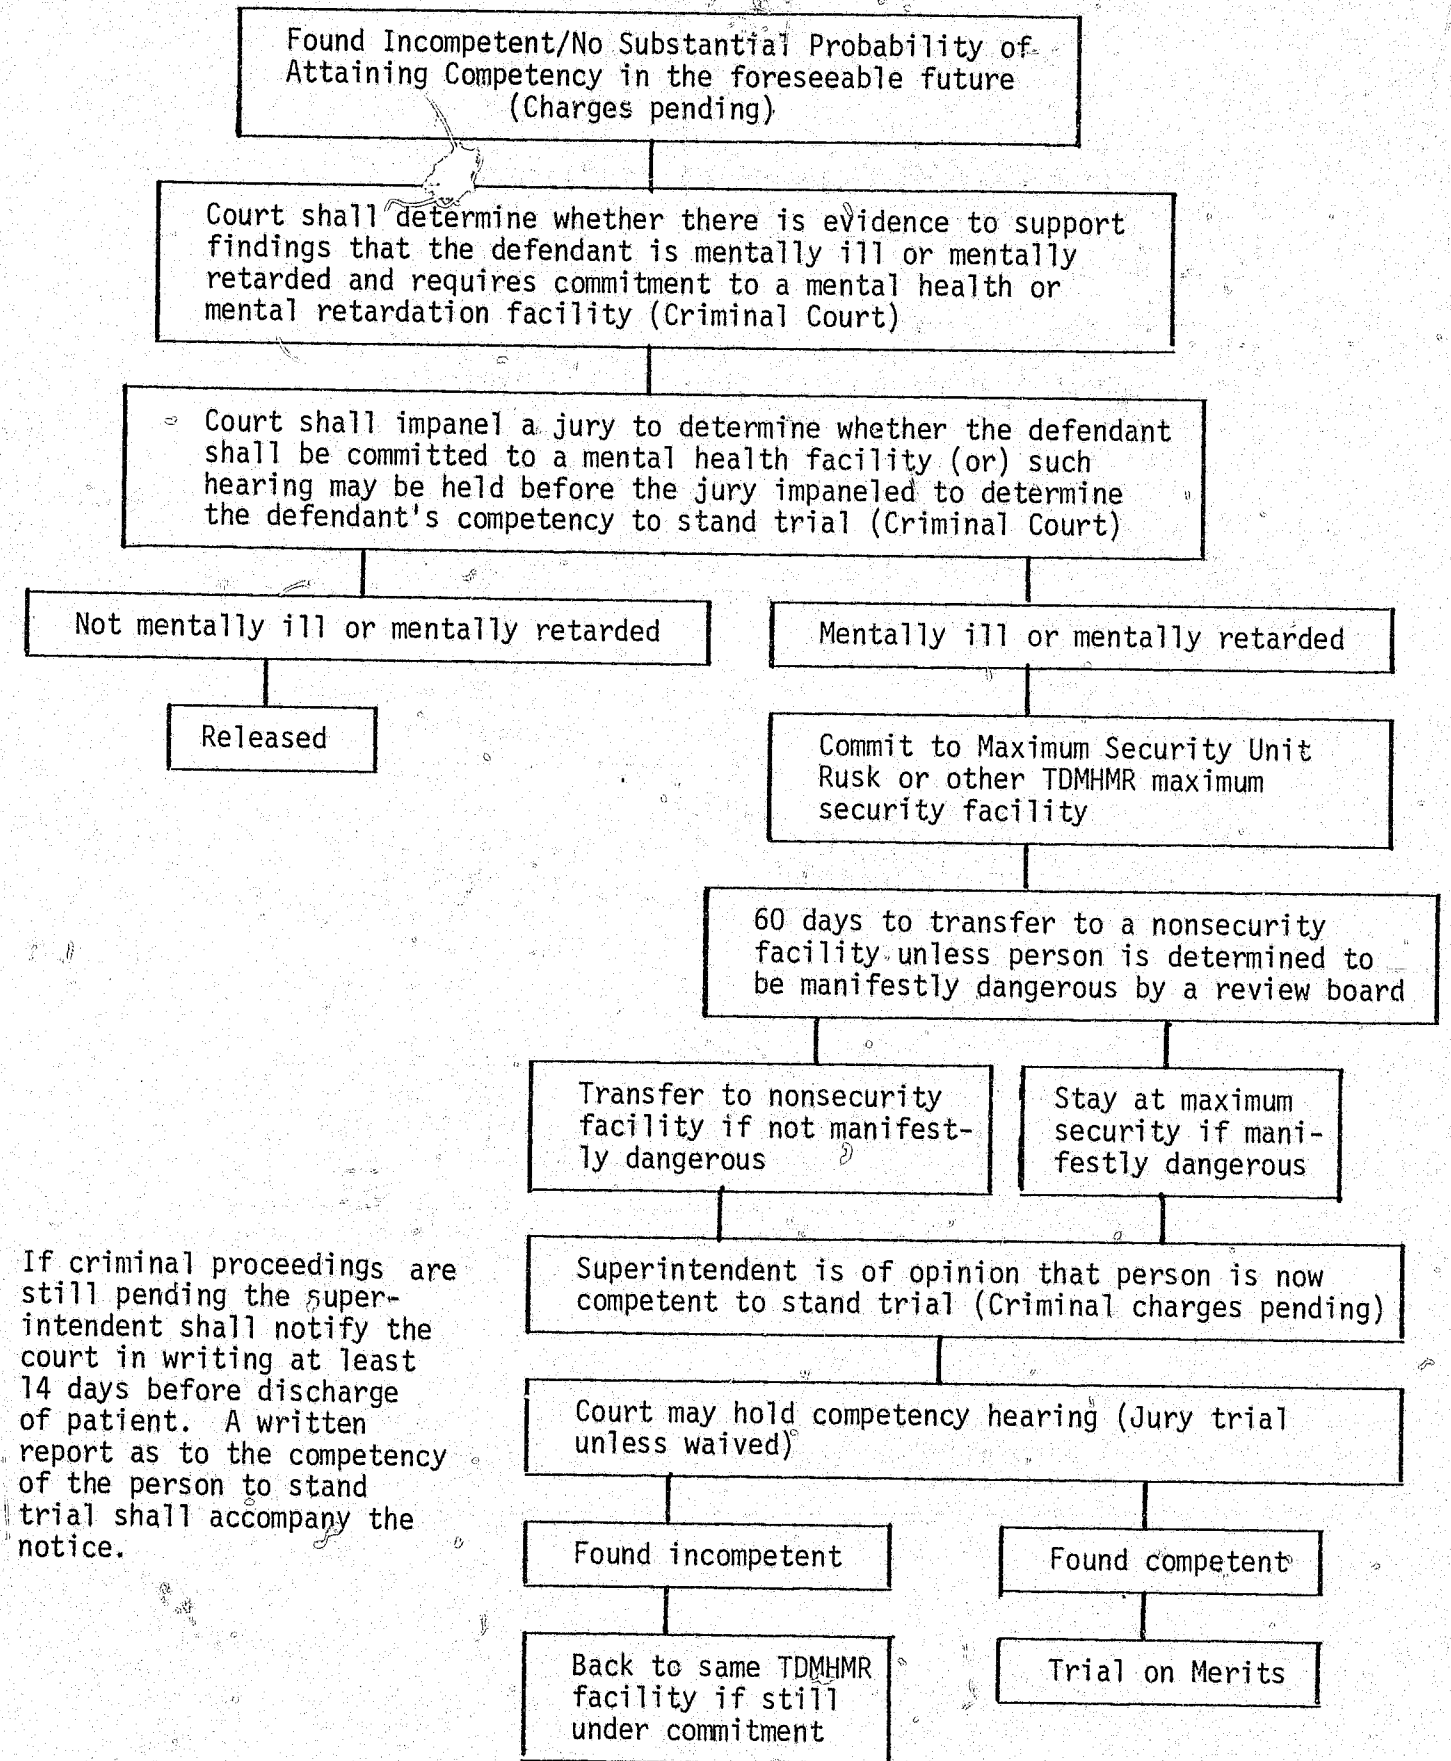 Found Incompetent/No Substantial Probability of
Attaining Competency in the foreseeable future
(Charges pending)
Court shall determine whether there is evidence to support
findings that the defendant is mentally ill or mentally
retarded and requires commitment to a mental health or
mental retardation facility (Criminal Court)
Court shall impanel a jury to determine whether the defendant
shall be committed to a mental health facility (or) such
hearing may be held before the jury impaneled to determine
the defendant's competency to stand trial (Criminal Court)
Not mentally ill or mentally retarded
Released
Mentally ill or mentally retarded
Commit to Maximum Security Unit
Rusk or other TDMHMR maximum
security facility
60 days to transfer to a nonsecurity
facility unless person is determined to
be manifestly dangerous by a review board
Transfer to nonsecurity
facility if not manifest-
ly dangerous
Stay at maximum
security if mani-
festly dangerous
If criminal proceedings are
still pending the super-
intendent shall notify the
court in writing at least
14 days before discharge
of patient. A written
report as to the competency
of the person to stand
trial shall accompany the
notice.
Superintendent is of opinion that person is now
competent to stand trial (Criminal charges pending)
Court may hold competency hearing (Jury trial
unless waived)
Found incompetent
Back to same TDMHMR
facility if still
under commitment
Found competent
Trial on Merits